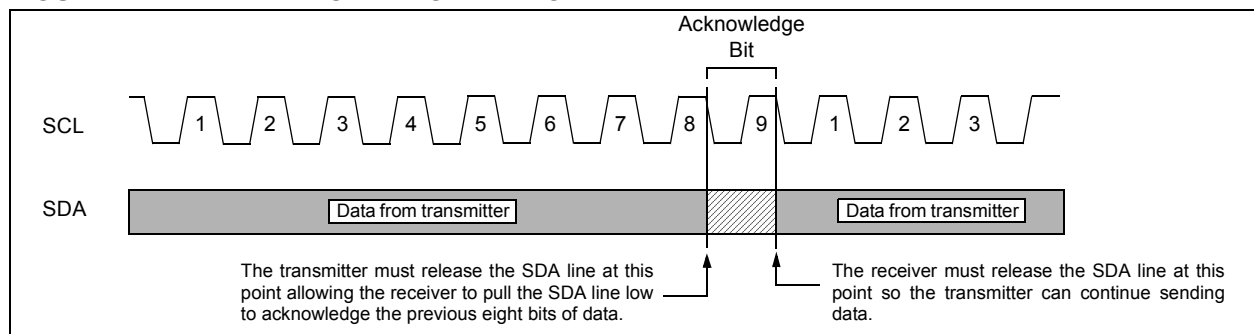 Acknowledge
Bit
SCL
1 2 3 4 5 6 7 8 9 1 2 3
SDA
Data from transmitter
Data from transmitter
The transmitter must release the SDA line at this
point allowing the receiver to pull the SDA line low
to acknowledge the previous eight bits of data.
The receiver must release the SDA line at this
point so the transmitter can continue sending
data.